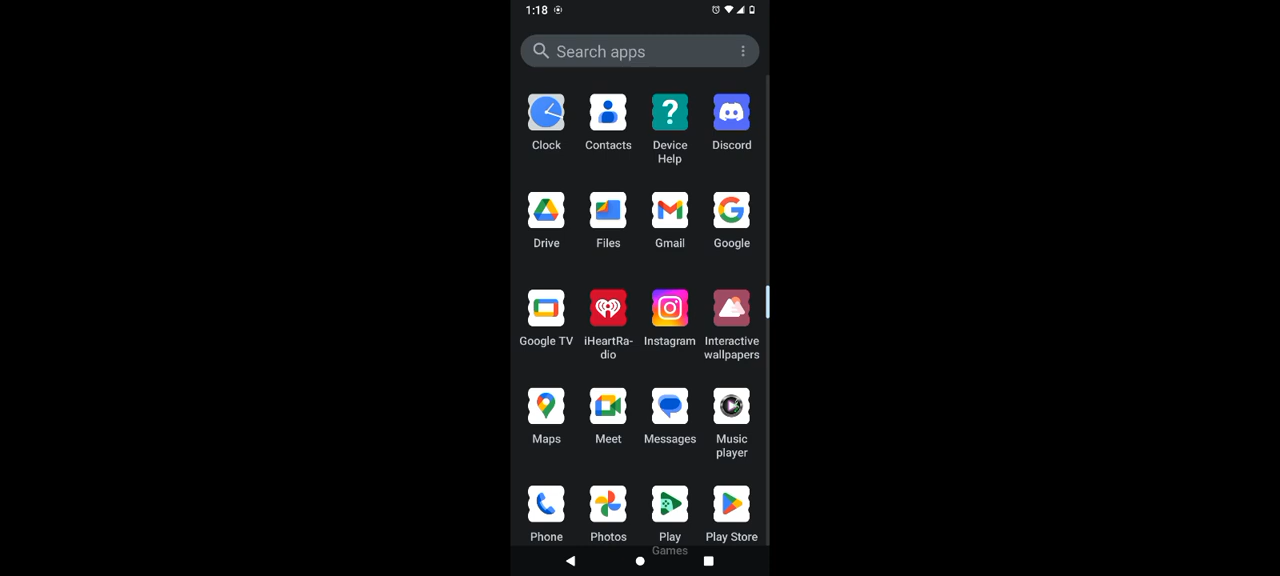 1:18
Search apps
Clock
Contacts
Device
Help
Discord
Drive
Files
Gmail
Google
Google TV
iHeartRa-
dio
Instagram
Interactive
wallpapers
Maps
Meet
Messages
Music
player
Phone
Photos
Play
Games
Play Store